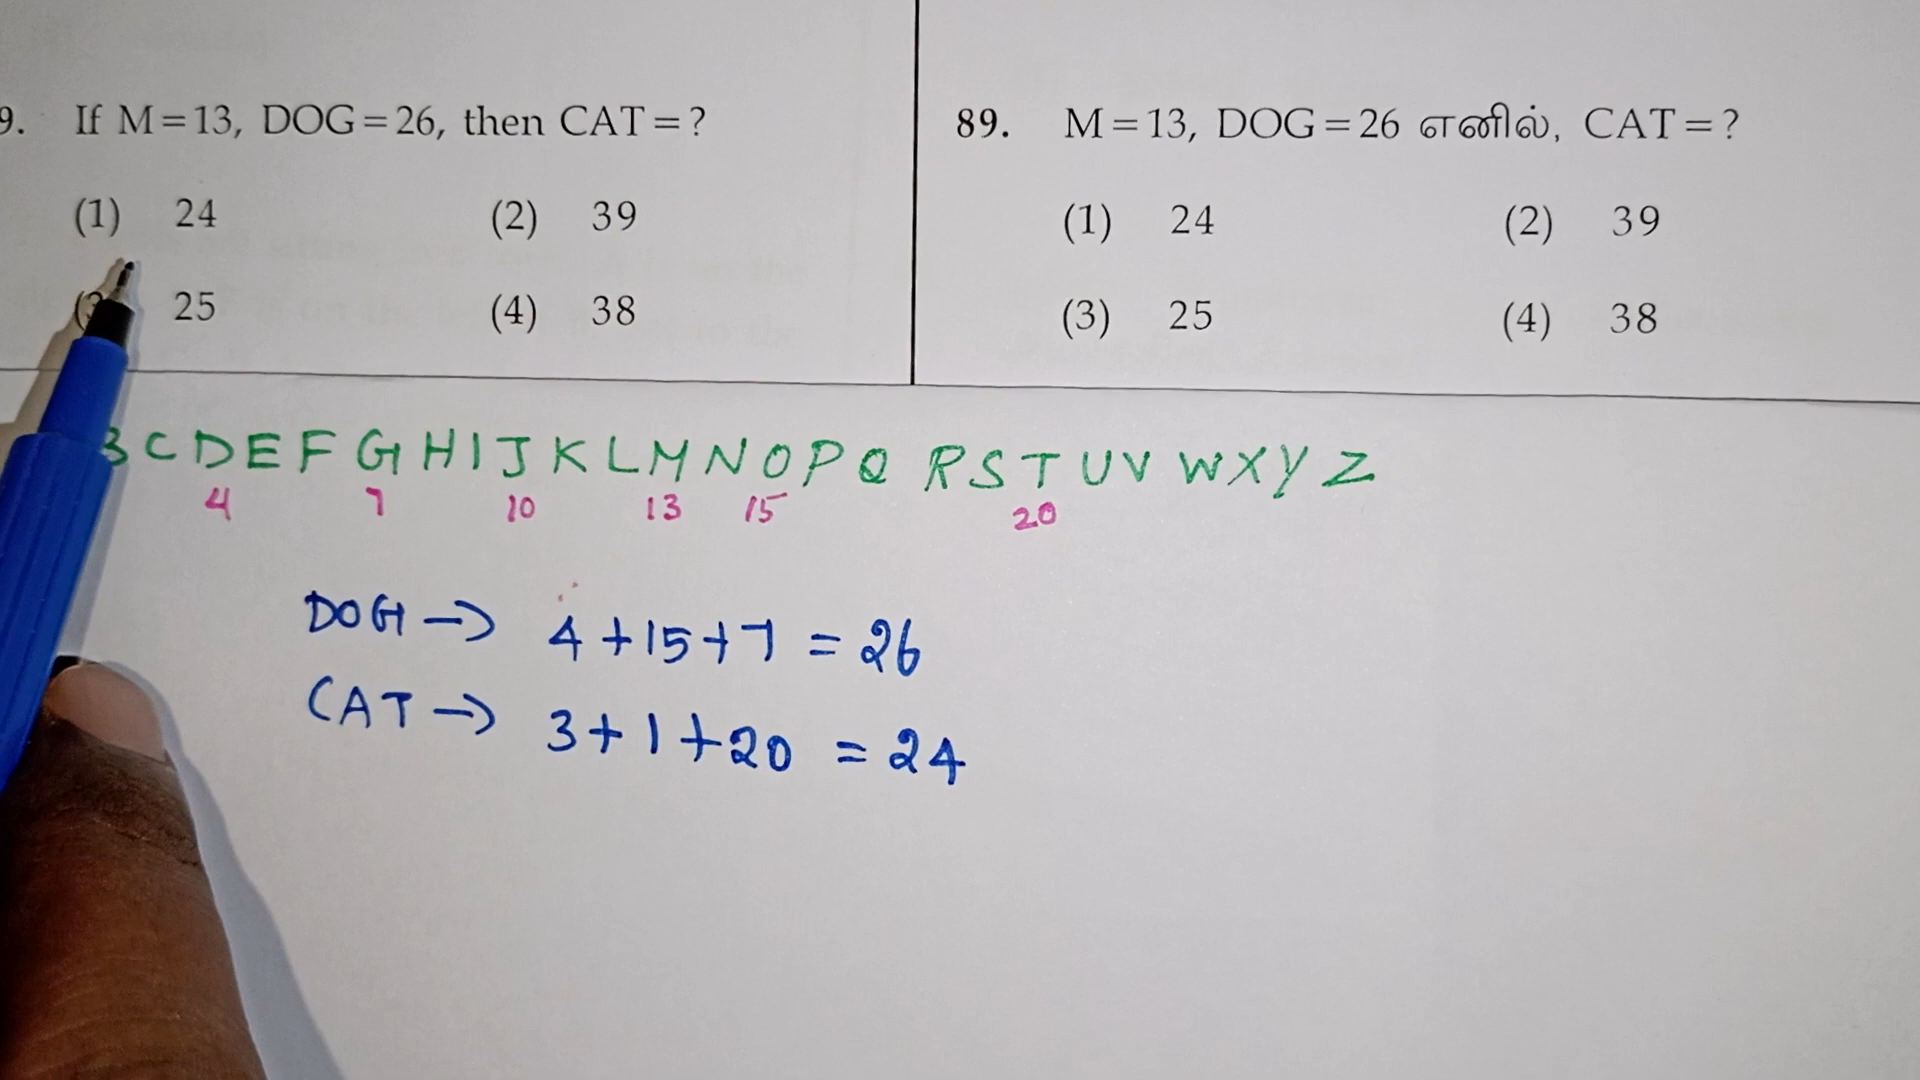 9. If M=13, DOG=26, then CAT=?
(1) 24 (2) 39
25 (4) 38
89. M=13, DOG=26 எனில், CAT=?
(1) 24 (2) 39
(3) 25 (4) 38
B C D E F G H I J K L M N O P Q R S T U V W X Y Z
4 7 10 13 15 20
DOG → 4+15+7 = 26
CAT → 3+1+20 = 24